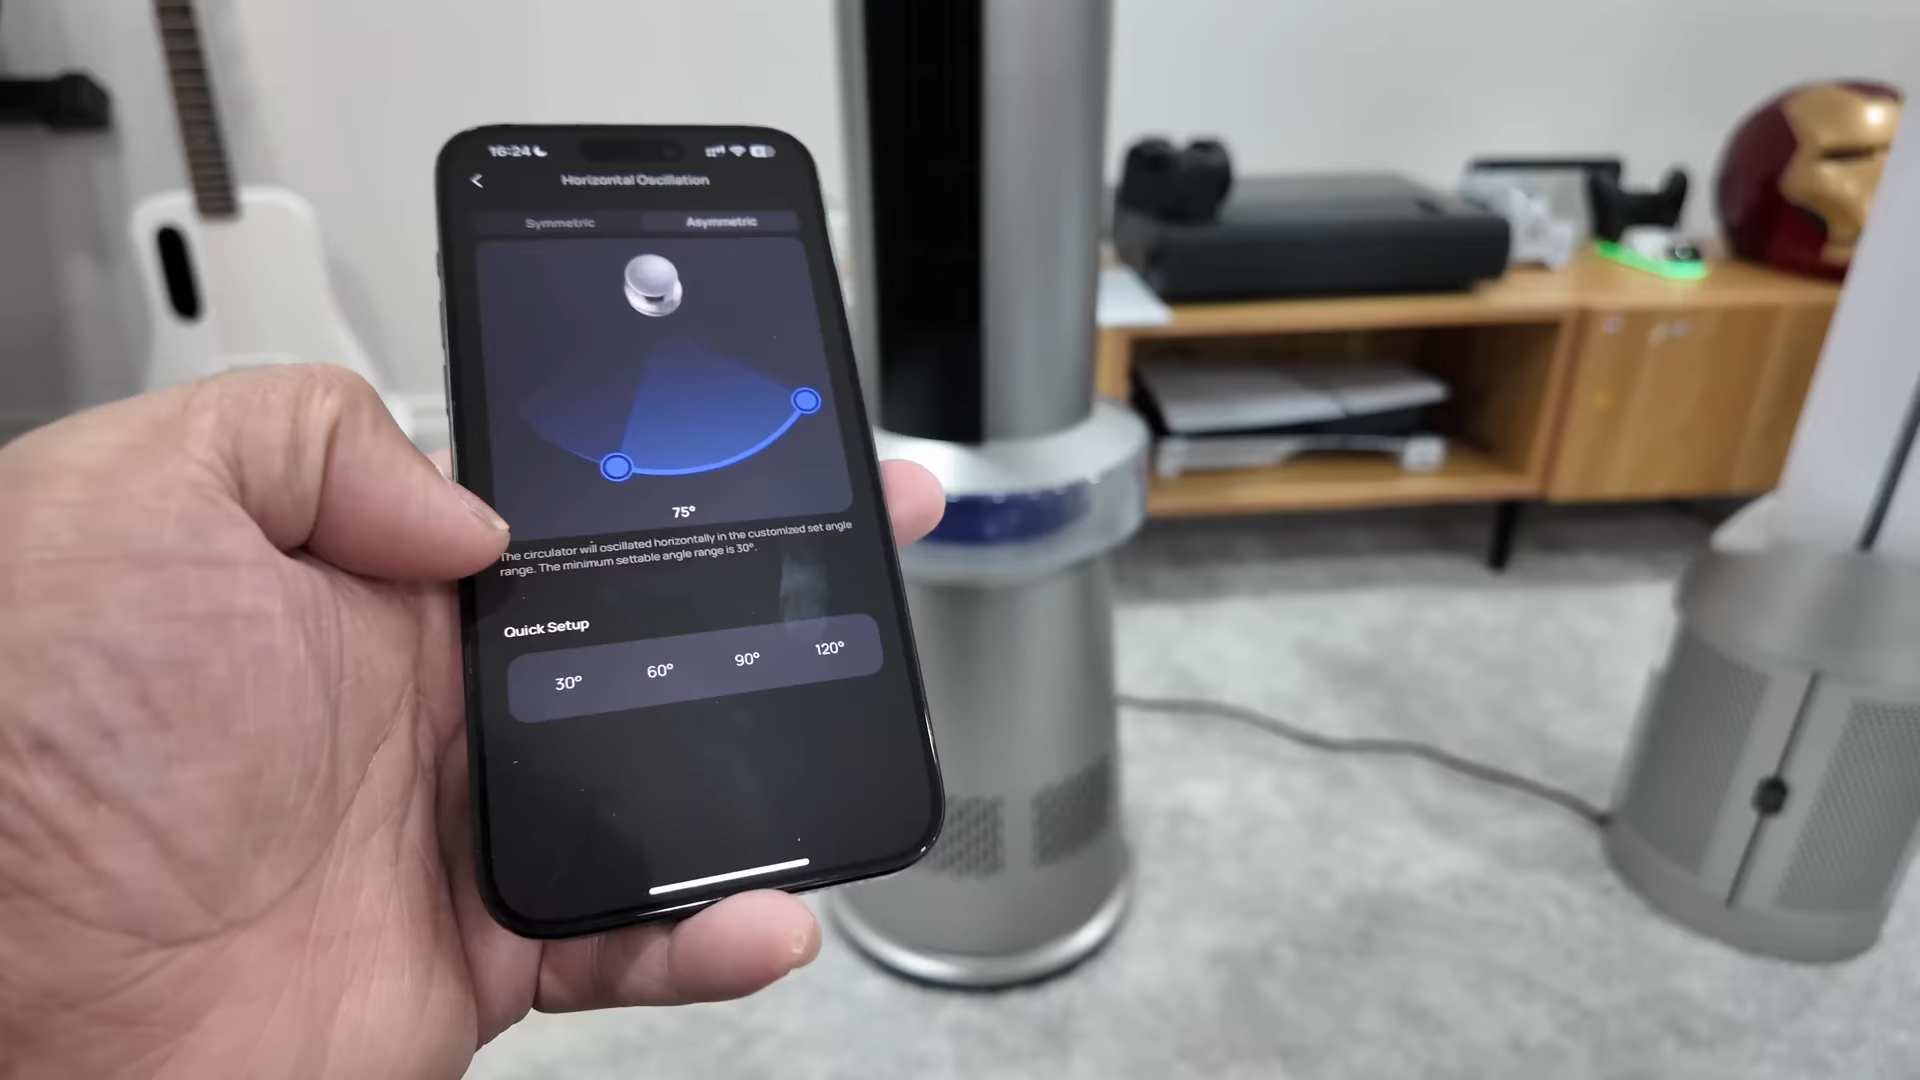 16:24
Horizontal Oscillation
Symmetric Asymmetric
75°
The circulator will oscillated horizontally in the customized set angle
range. The minimum settable angle range is 30°.
Quick Setup
30° 60° 90° 120°